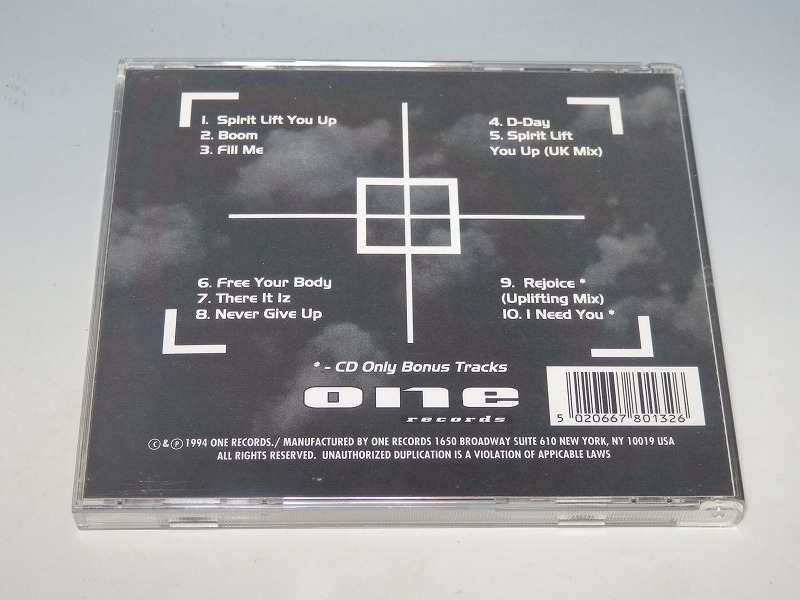 1. Spirit Lift You Up
2. Boom
3. Fill Me
4. D-Day
5. Spirit Lift
You Up (UK Mix)
6. Free Your Body
7. There It Iz
8. Never Give Up
9. Rejoice *
(Uplifting Mix)
10. I Need You *
* - CD Only Bonus Tracks
one
records
5 020667 801326
© & ℗ 1994 ONE RECORDS./ MANUFACTURED BY ONE RECORDS 1650 BROADWAY SUITE 610 NEW YORK, NY 10019 USA
ALL RIGHTS RESERVED. UNAUTHORIZED DUPLICATION IS A VIOLATION OF APPICABLE LAWS